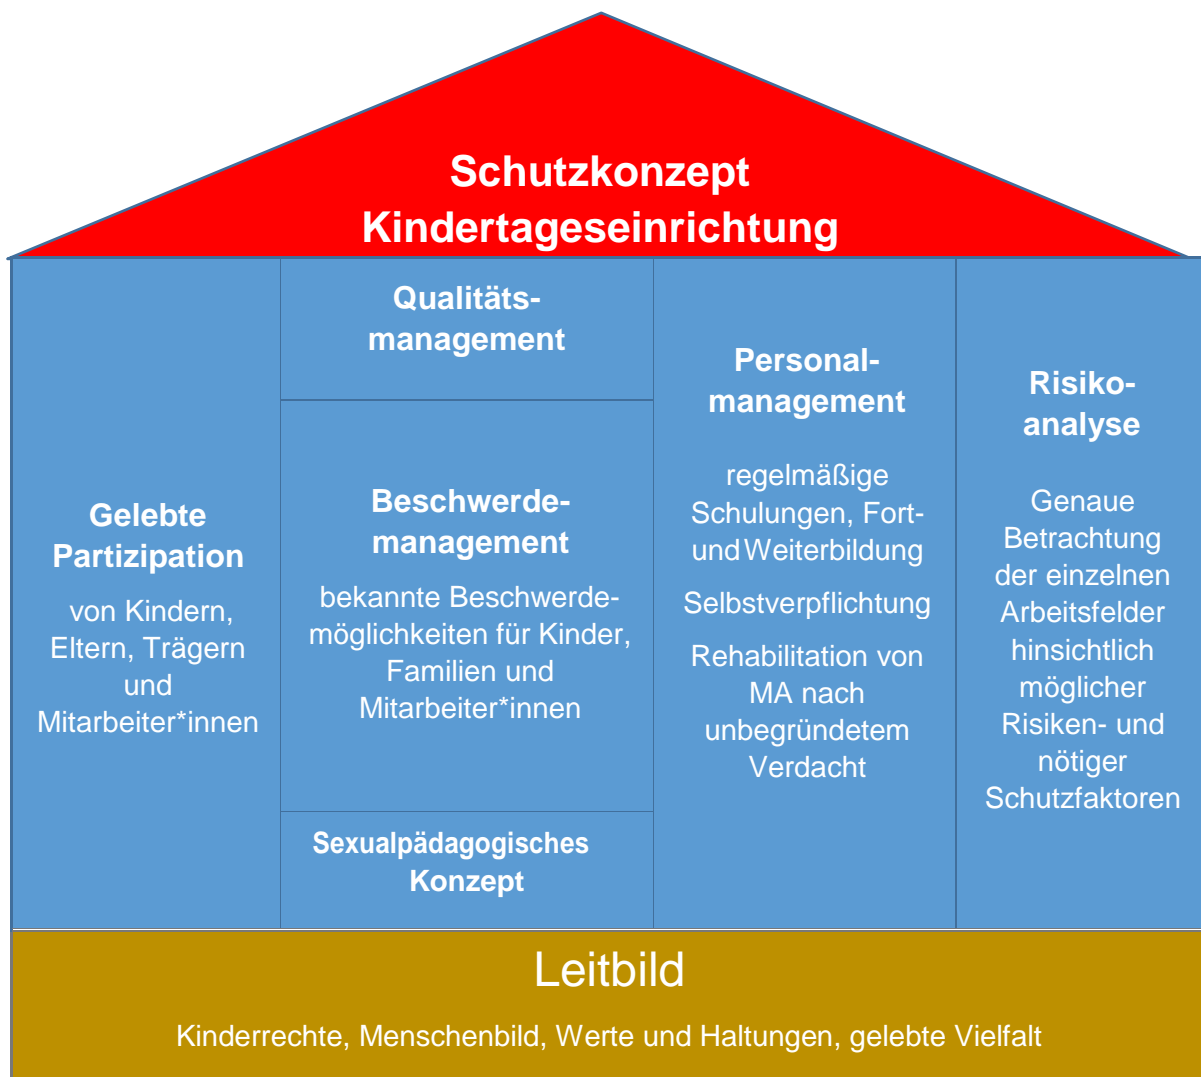 Schutzkonzept
Kindertageseinrichtung
Gelebte
Partizipation
von Kindern,
Eltern, Trägern
und
Mitarbeiter*innen
Qualitäts-
management
Beschwerde-
management
bekannte Beschwerde-
möglichkeiten für Kinder,
Familien und
Mitarbeiter*innen
Sexualpädagogisches
Konzept
Personal-
management
regelmäßige
Schulungen, Fort-
und Weiterbildung
Selbstverpflichtung
Rehabilitation von
MA nach
unbegründetem
Verdacht
Risiko-
analyse
Genaue
Betrachtung
der einzelnen
Arbeitsfelder
hinsichtlich
möglicher
Risiken- und
nötiger
Schutzfaktoren
Leitbild
Kinderrechte, Menschenbild, Werte und Haltungen, gelebte Vielfalt